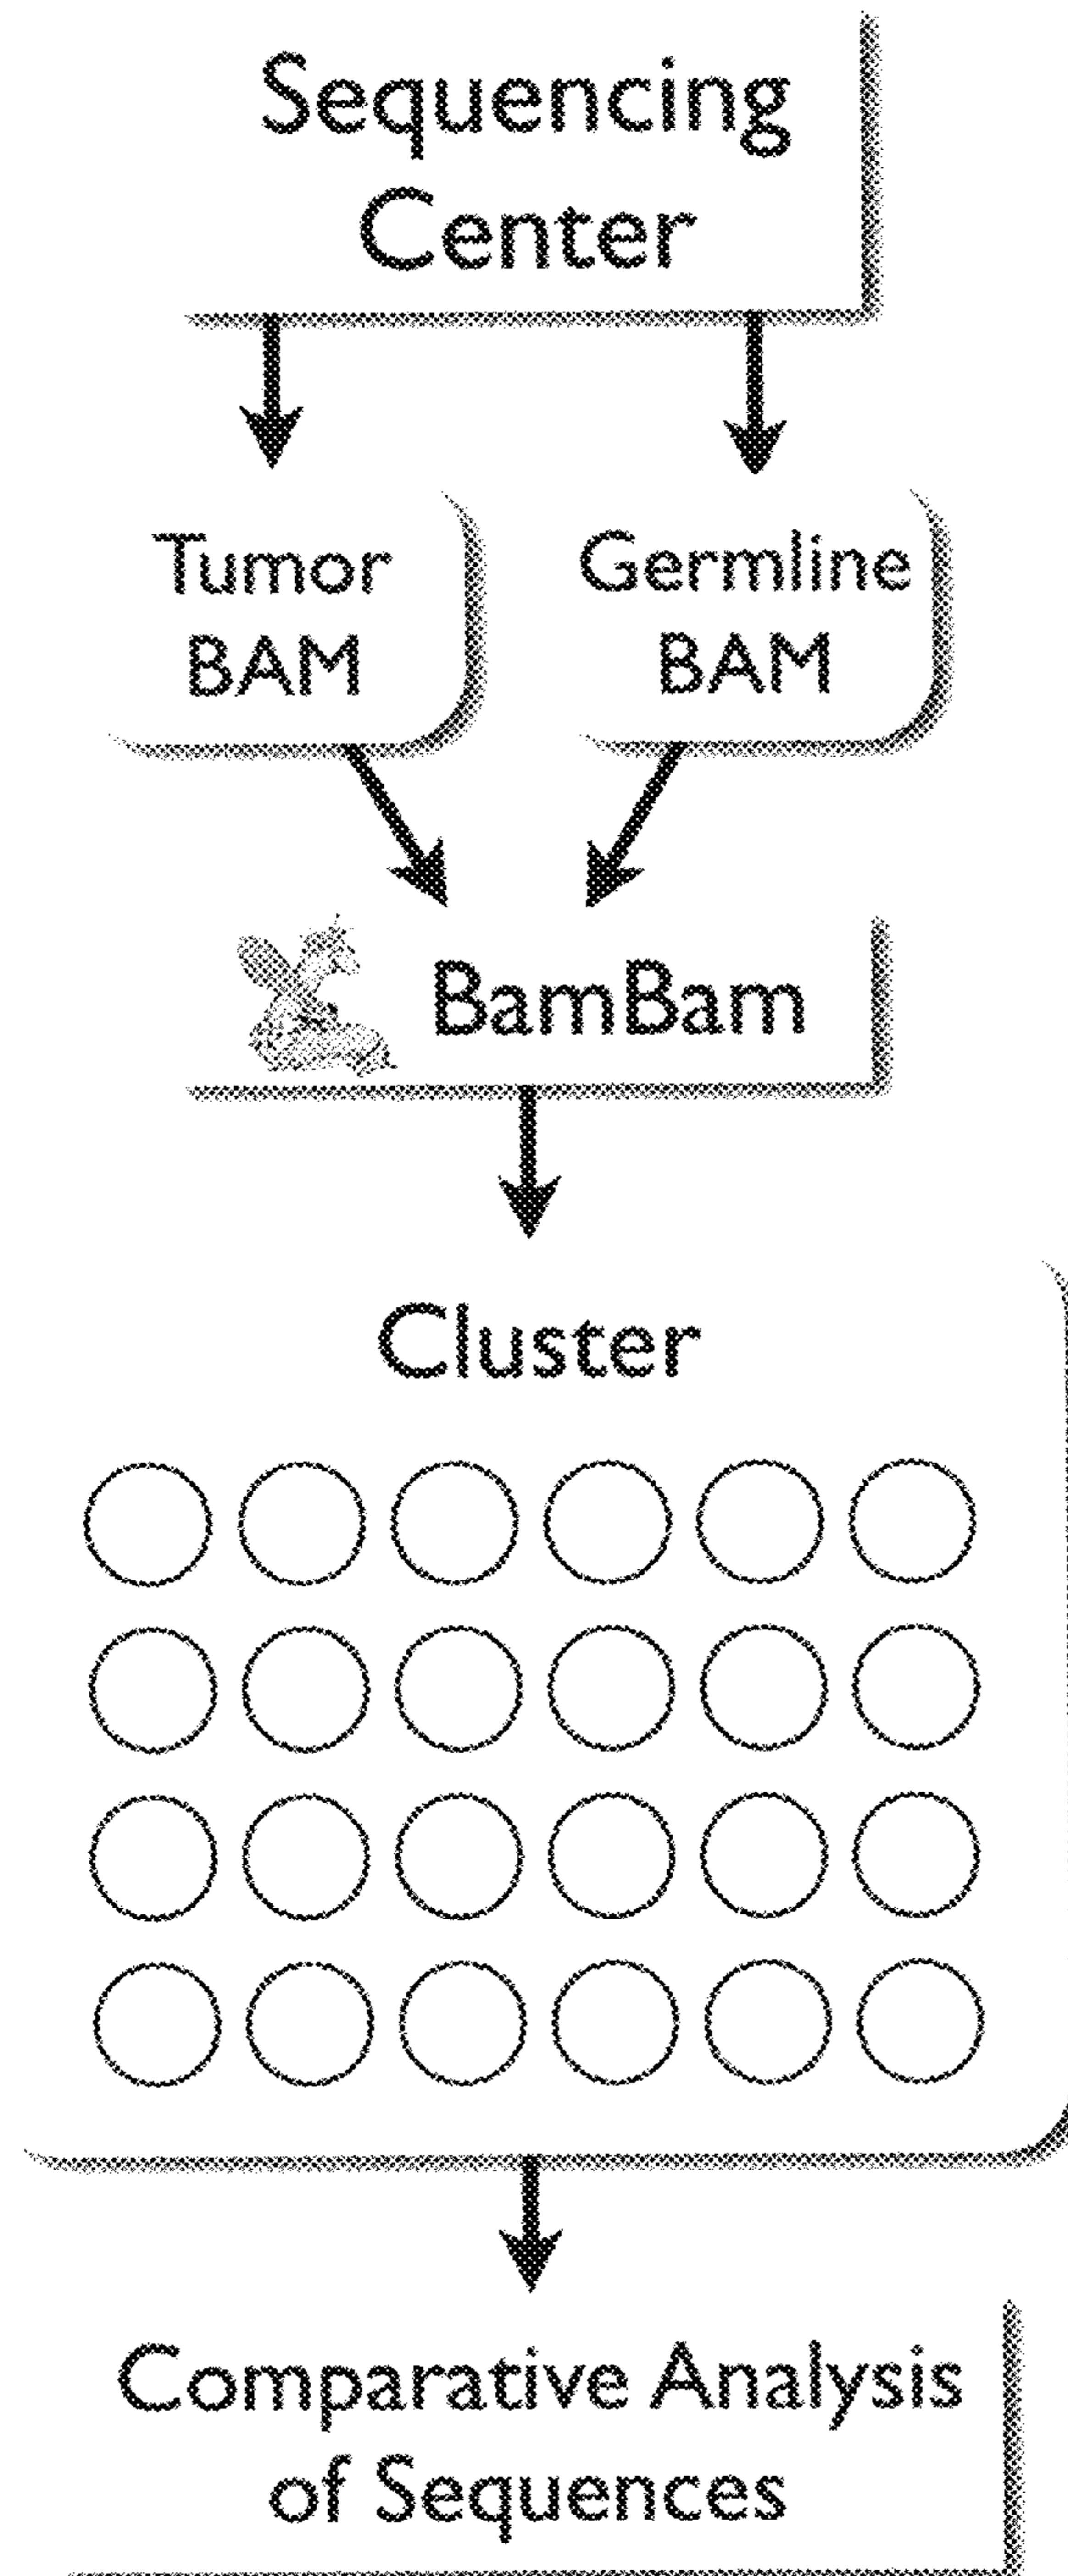 Sequencing
Center
Tumor
BAM
Germline
BAM
BamBam
Cluster
Comparative Analysis
of Sequences